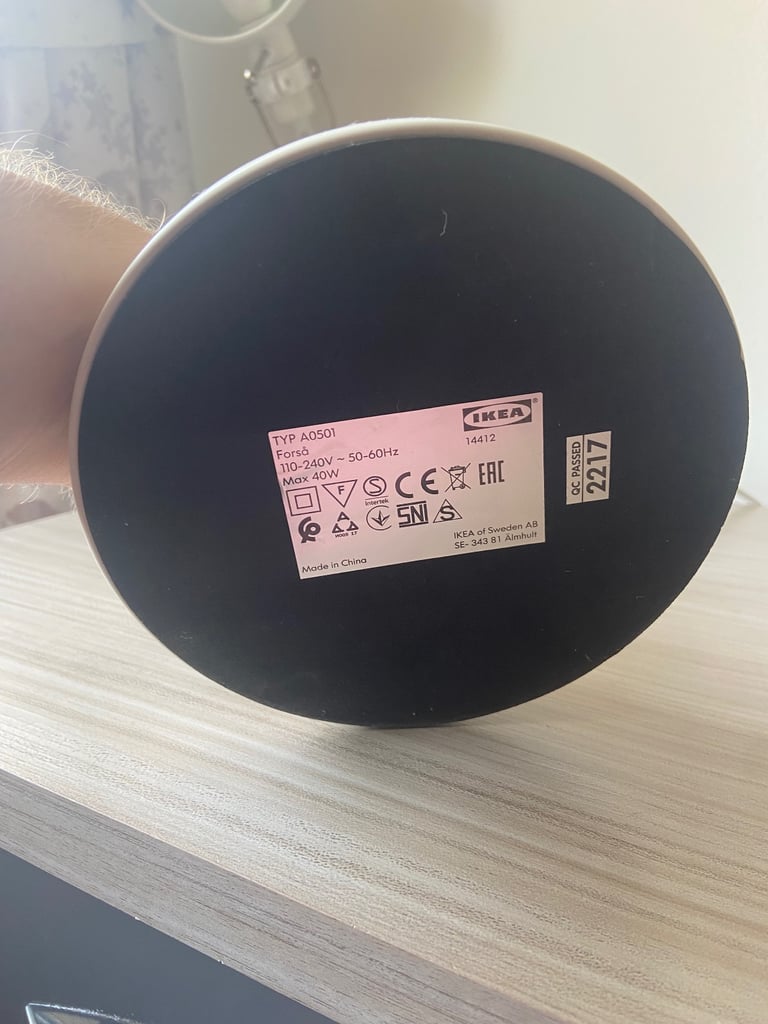 TYP A0501
Forså
110-240V ~ 50-60Hz
Max 40W
IKEA®
14412
F
S
Intertek
CE
EAC
SNI
S
IKEA of Sweden AB
SE- 343 81 Älmhult
Made in China
QC PASSED
2217